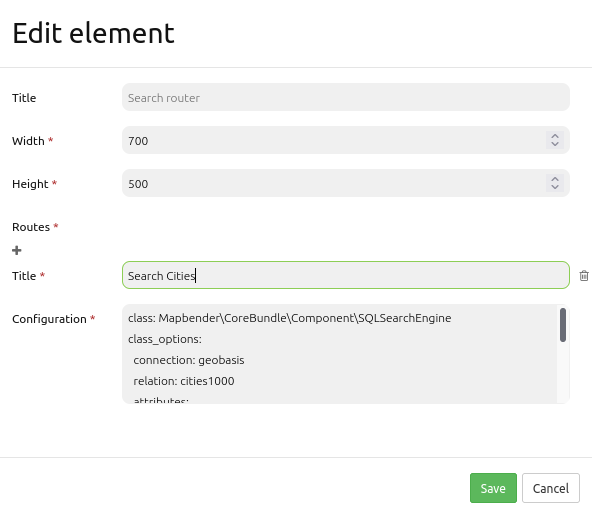 Edit element
Title Search router
Width * 700
Height * 500
Routes *
Title * Search Cities
Configuration * class: Mapbender\CoreBundle\Component\SQLSearchEngine
class_options:
connection: geobasis
relation: cities1000
attributes:
Save Cancel